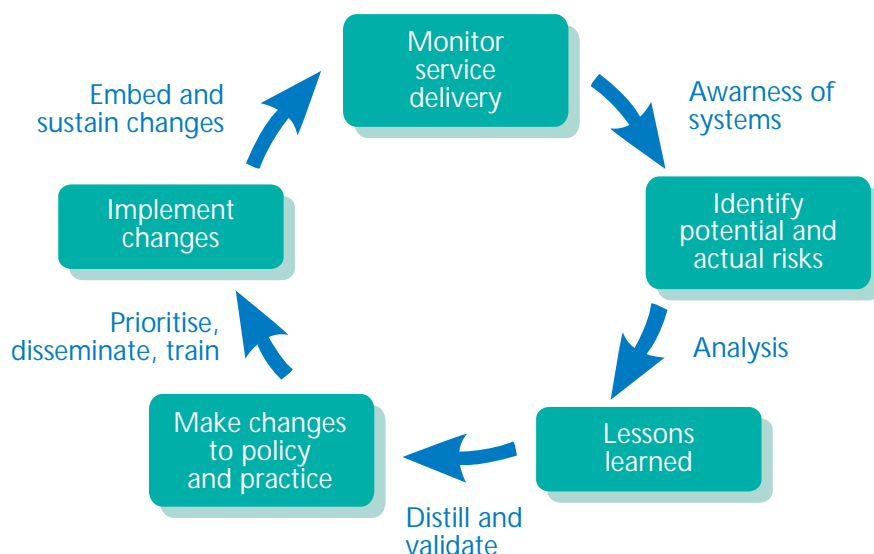 Monitor
service
delivery
Awarness of
systems
Identify
potential and
actual risks
Analysis
Lessons
learned
Distill and
validate
Make changes
to policy
and practice
Prioritise,
disseminate, train
Implement
changes
Embed and
sustain changes